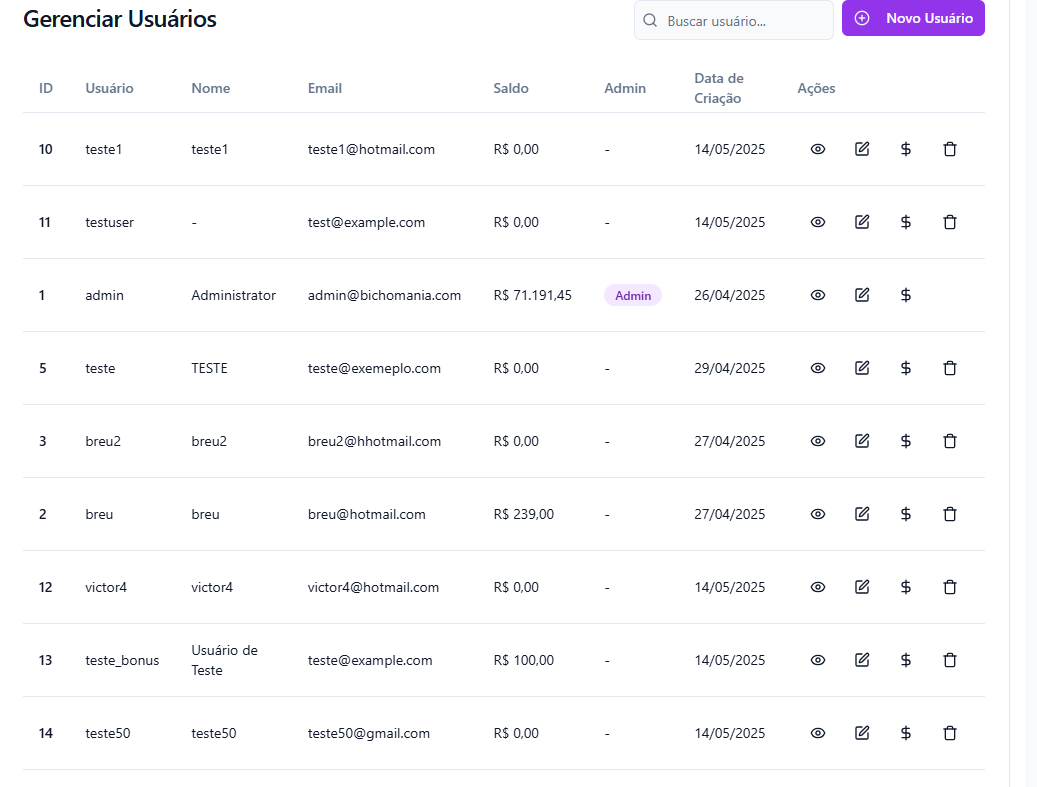 Gerenciar Usuários
Buscar usuário...
Novo Usuário
ID Usuário Nome Email Saldo Admin Data de Criação Ações
10 teste1 teste1 teste1@hotmail.com R$ 0,00 - 14/05/2025
11 testuser - test@example.com R$ 0,00 - 14/05/2025
1 admin Administrator admin@bichomania.com R$ 71.191,45 Admin 26/04/2025
5 teste TESTE teste@exemeplo.com R$ 0,00 - 29/04/2025
3 breu2 breu2 breu2@hhotmail.com R$ 0,00 - 27/04/2025
2 breu breu breu@hotmail.com R$ 239,00 - 27/04/2025
12 victor4 victor4 victor4@hotmail.com R$ 0,00 - 14/05/2025
13 teste_bonus Usuário de Teste teste@example.com R$ 100,00 - 14/05/2025
14 teste50 teste50 teste50@gmail.com R$ 0,00 - 14/05/2025